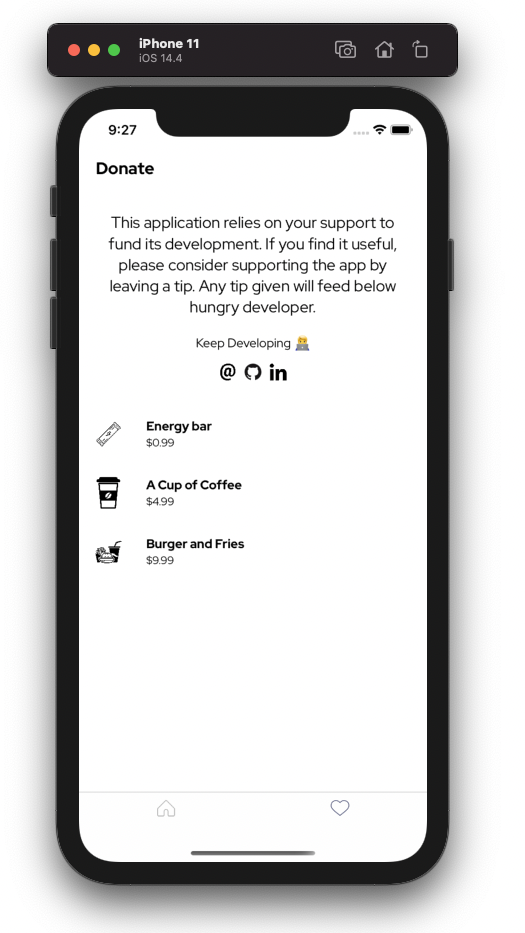 iPhone 11
iOS 14.4
9:27
Donate
This application relies on your support to
fund its development. If you find it useful,
please consider supporting the app by
leaving a tip. Any tip given will feed below
hungry developer.
Keep Developing 🧑‍💻
@ in
Energy bar
$0.99
A Cup of Coffee
$4.99
Burger and Fries
$9.99